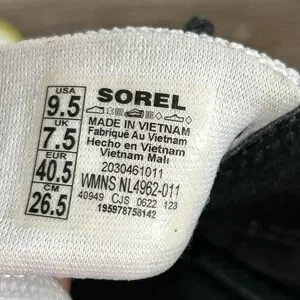 USA
9.5
UK
7.5
EUR
40.5
CM
26.5
SOREL
MADE IN VIETNAM
Fabriqué Au Vietnam
Hecho en Vietnam
Vietnam Mali
2030461011
WMNS NL4962-011
40949 CJS 0622 123
195978758142